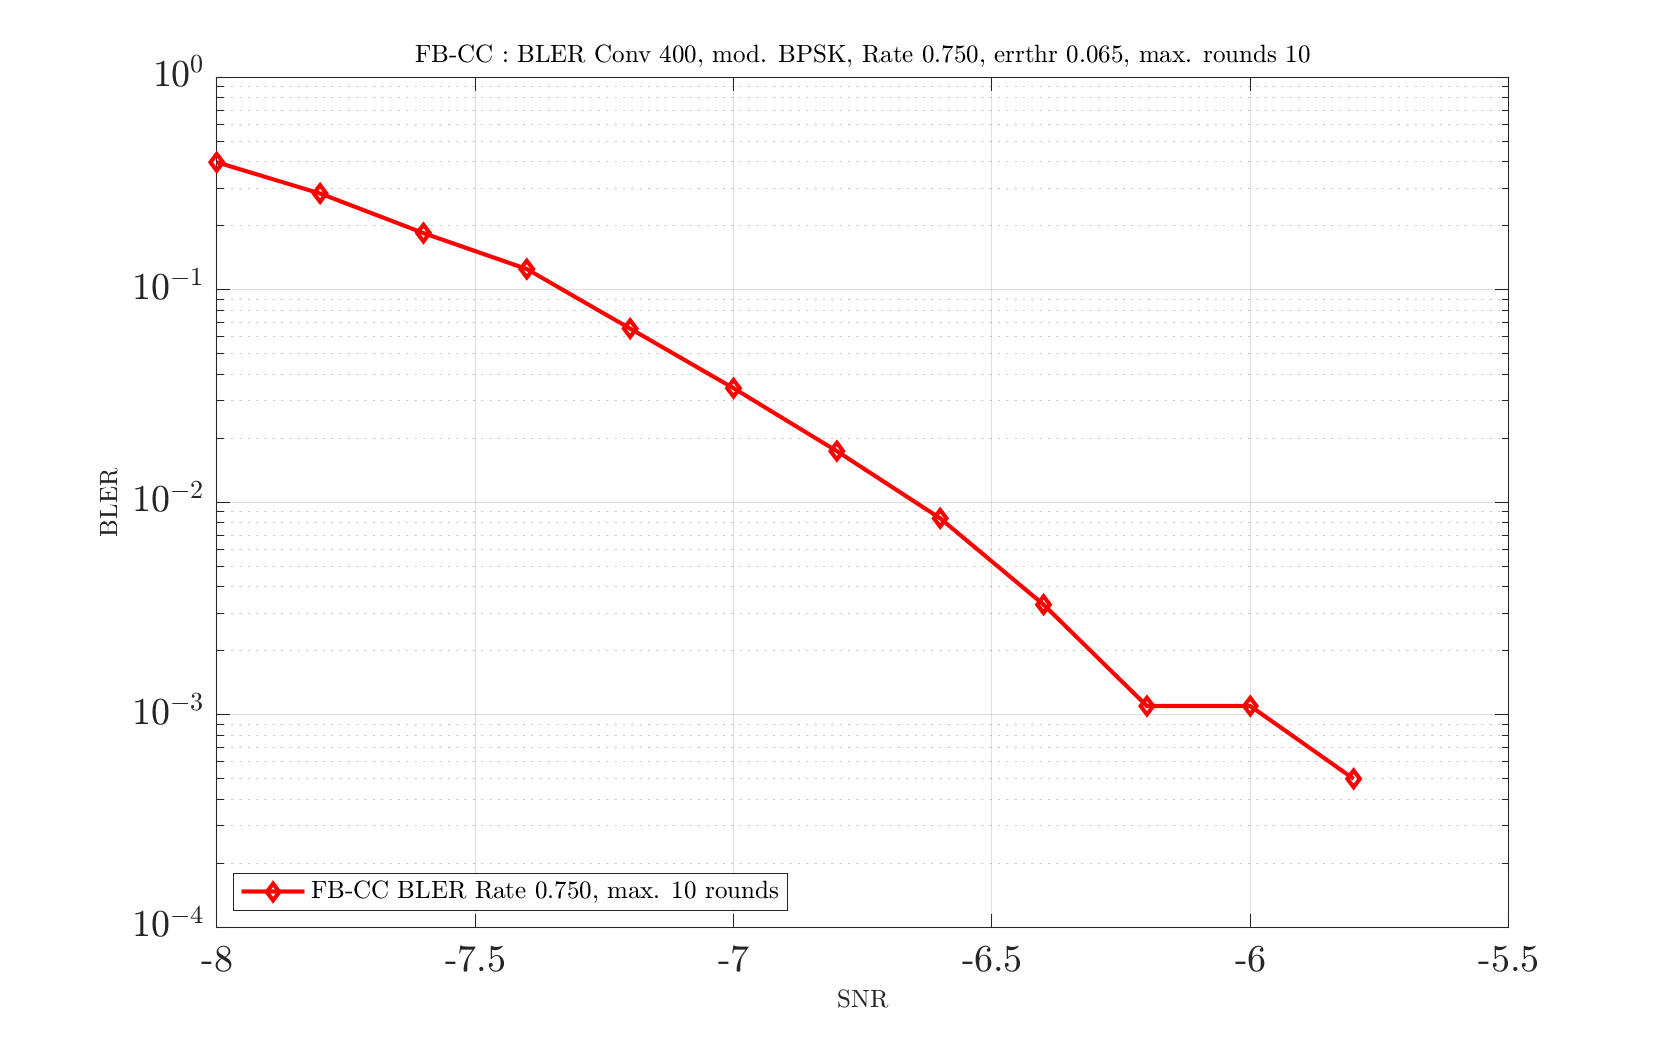 FB-CC : BLER Conv 400, mod. BPSK, Rate 0.750, errthr 0.065, max. rounds 10
10^0
10^{-1}
10^{-2}
10^{-3}
10^{-4}
BLER
FB-CC BLER Rate 0.750, max. 10 rounds
-8 -7.5 -7 -6.5 -6 -5.5
SNR